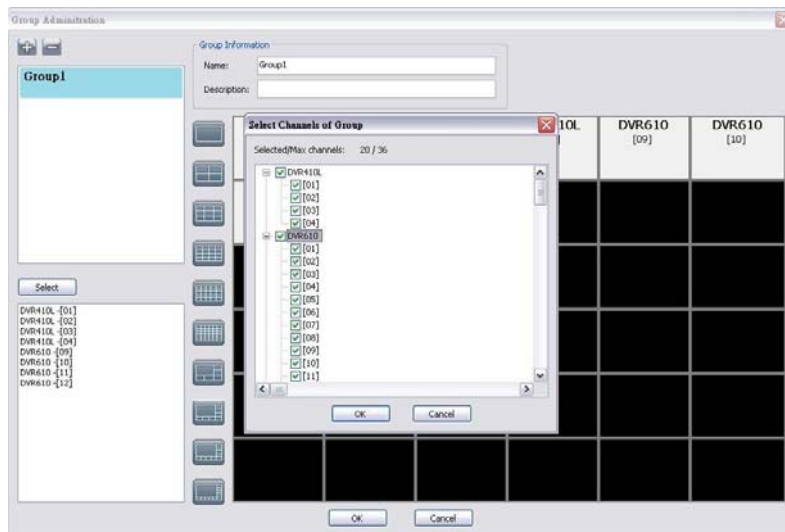 Group Adminitration
Group Information
Name: Group1
Description:
Group1
Select Channels of Group
Selected/Max channels: 20 / 36
DVR410L
[01]
[02]
[03]
[04]
DVR610
[01]
[02]
[03]
[04]
[05]
[06]
[07]
[08]
[09]
[10]
[11]
OK Cancel
10L
DVR610
[09]
DVR610
[10]
Select
DVR410L -[01]
DVR410L -[02]
DVR410L -[03]
DVR410L -[04]
DVR610 -[09]
DVR610 -[10]
DVR610 -[11]
DVR610 -[12]
OK Cancel